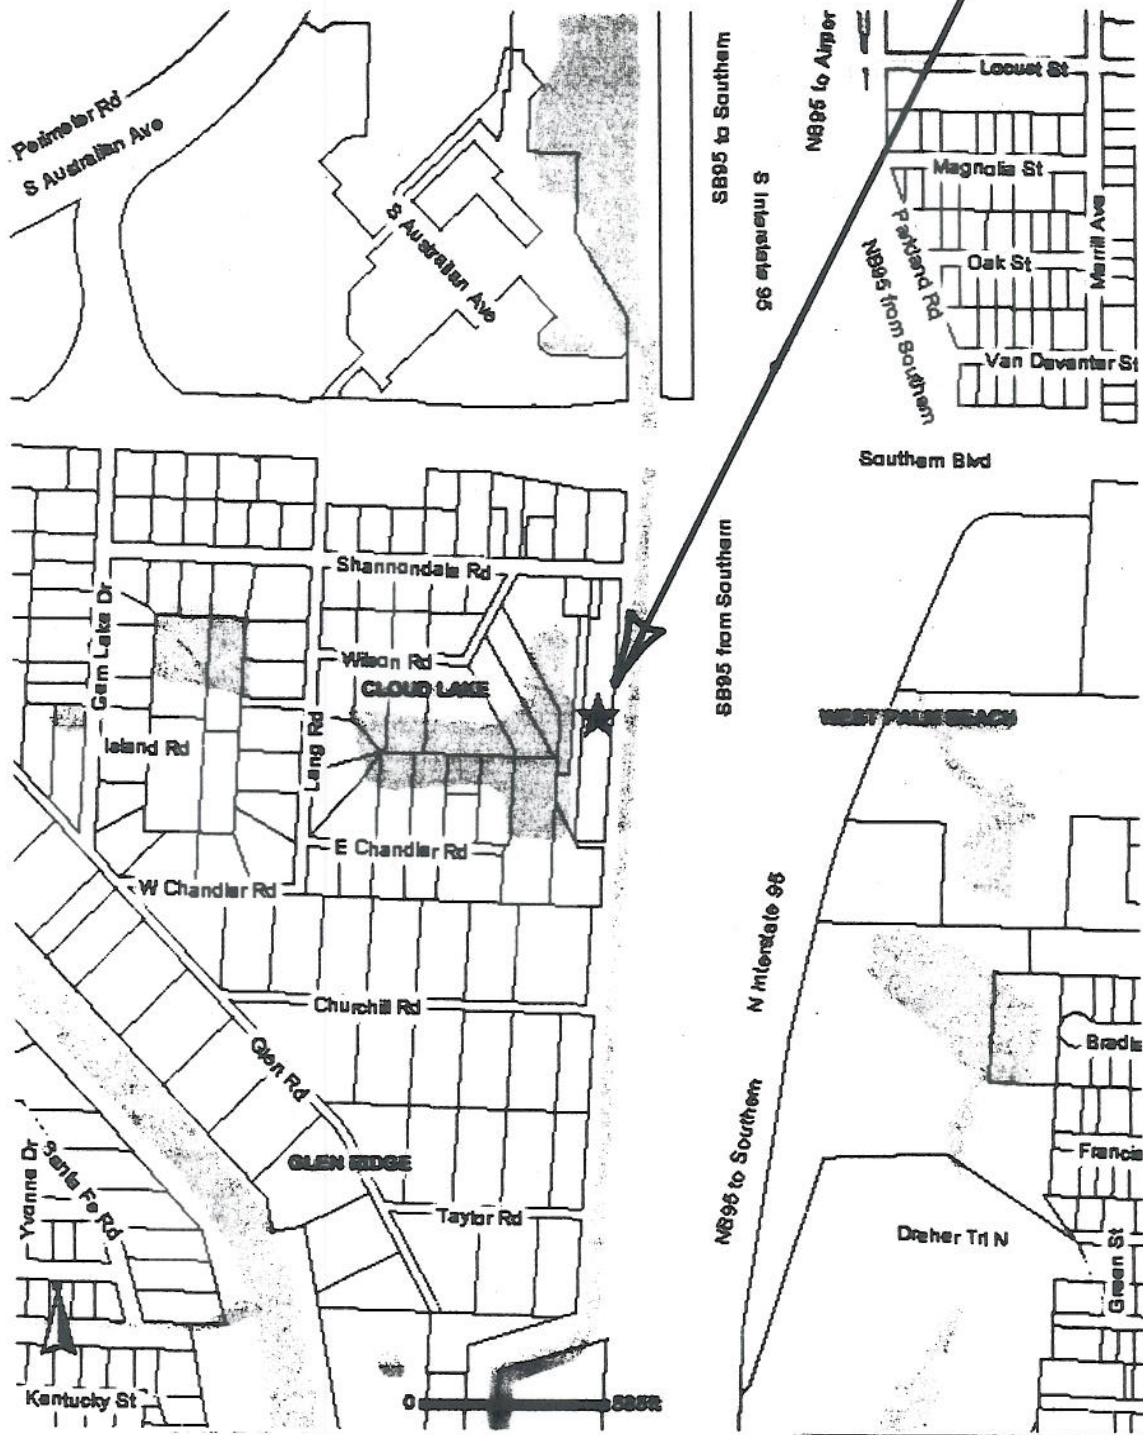 Perimeter Rd
S Australian Ave
S Australian Ave
SB95 to Southern
S Interstate 95
Locust St
Magnolia St
Parkland Rd
NB95 from Southern
Oak St
Merrill Ave
Van Deventer St
Southern Blvd
Shannondale Rd
Gem Lake Dr
Wilson Rd
CLOUD LAKE
SB95 from Southern
WEST PALM BEACH
Island Rd
Lang Rd
E Chandler Rd
W Chandler Rd
N Interstate 95
Churchill Rd
Glen Rd
GLEN RIDGE
NB95 to Southern
Taylor Rd
Dreher Trl N
Green St
Yvonne Dr
Santa Fe Rd
Kentucky St
0